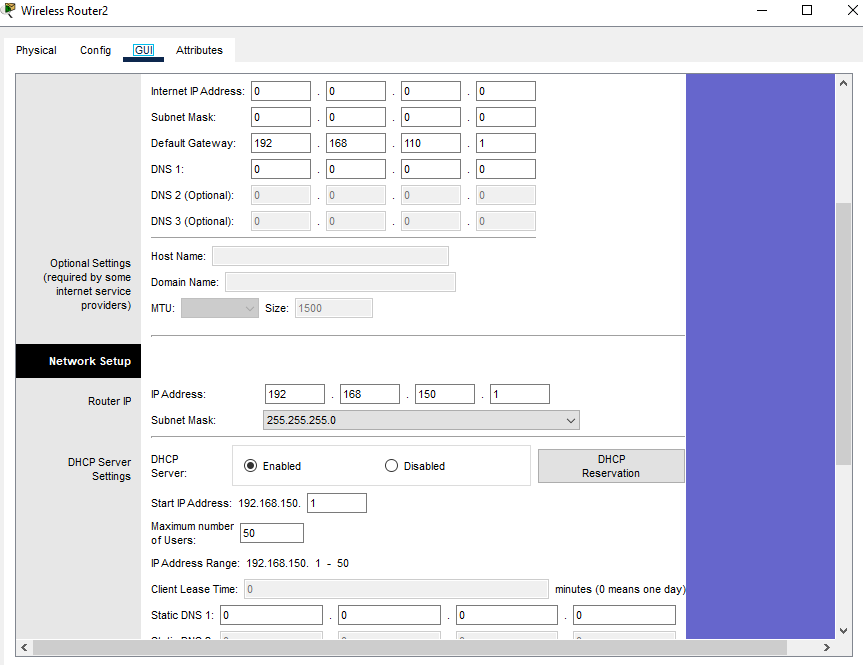 Wireless Router2
Physical Config GUI Attributes
Internet IP Address: 0 . 0 . 0 . 0
Subnet Mask: 0 . 0 . 0 . 0
Default Gateway: 192 . 168 . 110 . 1
DNS 1: 0 . 0 . 0 . 0
DNS 2 (Optional): 0 . 0 . 0 . 0
DNS 3 (Optional): 0 . 0 . 0 . 0
Optional Settings
(required by some
internet service
providers)
Host Name:
Domain Name:
MTU: Size: 1500
Network Setup
Router IP
IP Address: 192 . 168 . 150 . 1
Subnet Mask: 255.255.255.0
DHCP Server
Settings
DHCP
Server:
Enabled Disabled
DHCP
Reservation
Start IP Address: 192.168.150. 1
Maximum number
of Users: 50
IP Address Range: 192.168.150. 1 - 50
Client Lease Time: 0 minutes (0 means one day)
Static DNS 1: 0 . 0 . 0 . 0